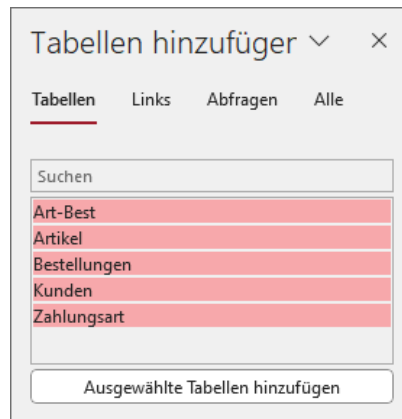 Tabellen hinzufüger
Tabellen Links Abfragen Alle
Suchen
Art-Best
Artikel
Bestellungen
Kunden
Zahlungsart
Ausgewählte Tabellen hinzufügen